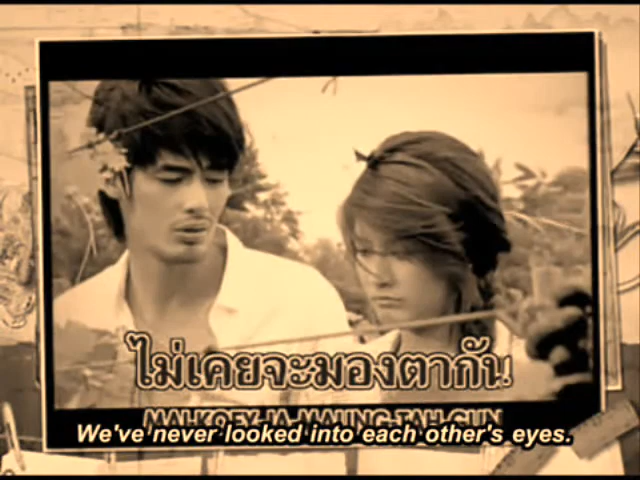 ไม่เคยจะมองตากัน
MAI-KOEY-JA-MAUNG-TAH-GUN
We've never looked into each other's eyes.